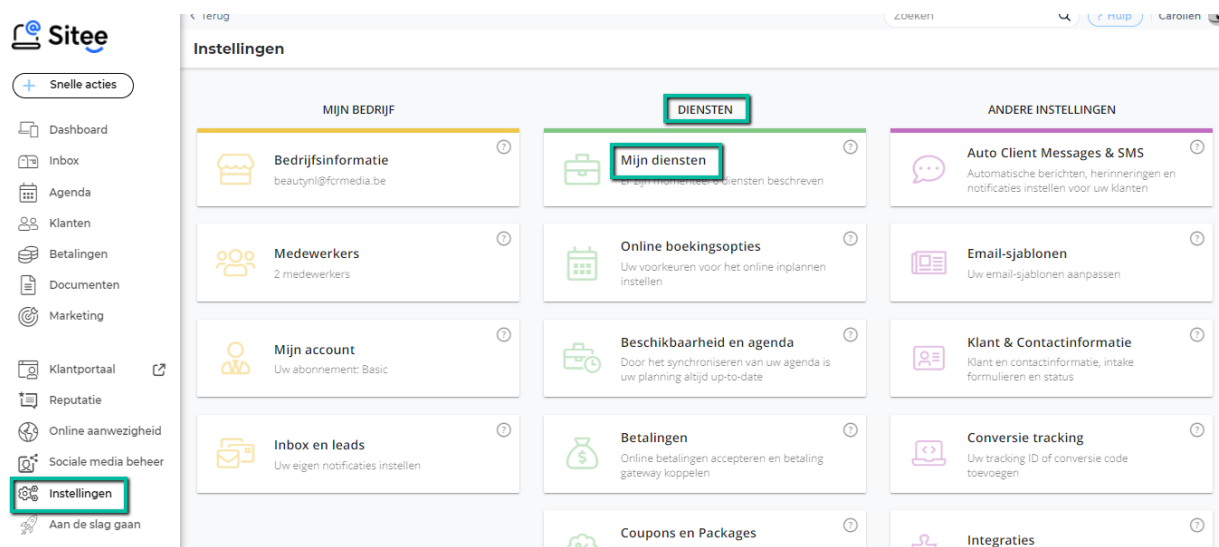 Sitee
Snelle acties
Dashboard
Inbox
Agenda
Klanten
Betalingen
Documenten
Marketing
Klantportaal
Reputatie
Online aanwezigheid
Sociale media beheer
Instellingen
Aan de slag gaan
< Terug
Zoeken
? Hulp
Carolien
Instellingen
MIJN BEDRIJF
Bedrijfsinformatie
beautynl@fcrmedia.be
Medewerkers
2 medewerkers
Mijn account
Uw abonnement: Basic
Inbox en leads
Uw eigen notificaties instellen
DIENSTEN
Mijn diensten
Er zijn momenteel 6 diensten beschreven
Online boekingsopties
Uw voorkeuren voor het online inplannen
instellen
Beschikbaarheid en agenda
Door het synchroniseren van uw agenda is
uw planning altijd up-to-date
Betalingen
Online betalingen accepteren en betaling
gateway koppelen
Coupons en Packages
ANDERE INSTELLINGEN
Auto Client Messages & SMS
Automatische berichten, herinneringen en
notificaties instellen voor uw klanten
Email-sjablonen
Uw email-sjablonen aanpassen
Klant & Contactinformatie
Klant en contactinformatie, intake
formulieren en status
Conversie tracking
Uw tracking ID of conversie code
toevoegen
Integraties